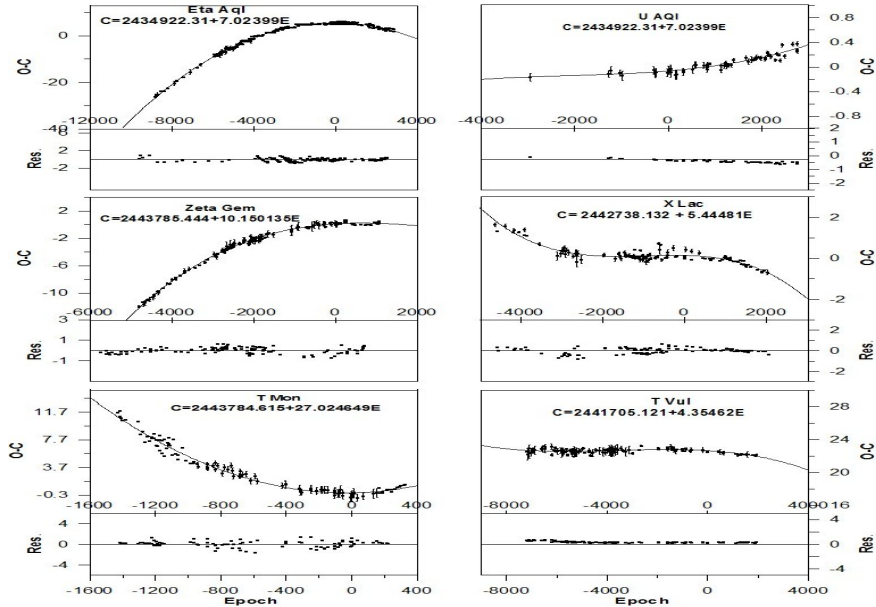 Eta Aql
C=2434922.31+7.02399E
O-C
0
-20
-40
-12000 -8000 -4000 0 4000
6
2
-2
Res.
U AQl
C=2434922.31+7.02399E
0.8
0.4
0
-0.4
-0.8
O-C
-4000 -2000 0 2000
2
1
0
-1
-2
Res.
Zeta Gem
C=2443785.444+10.150135E
O-C
2
-2
-6
-10
-6000 -4000 -2000 0 2000
3
1
-1
Res.
X Lac
C=2442738.132 + 5.44481E
2
0
-2
O-C
-4000 -2000 0 2000
2
0
-2
Res.
T Mon
C=2443784.615+27.024649E
O-C
11.7
7.7
3.7
-0.3
-1600 -1200 -800 -400 0 400
4
0
-4
Res.
-1600 -1200 -800 -400 0 400
Epoch
T Vul
C=2441705.121+4.35462E
28
24
20
16
O-C
-8000 -4000 0 4000
4
0
-4
Res.
-8000 -4000 0 4000
Epoch